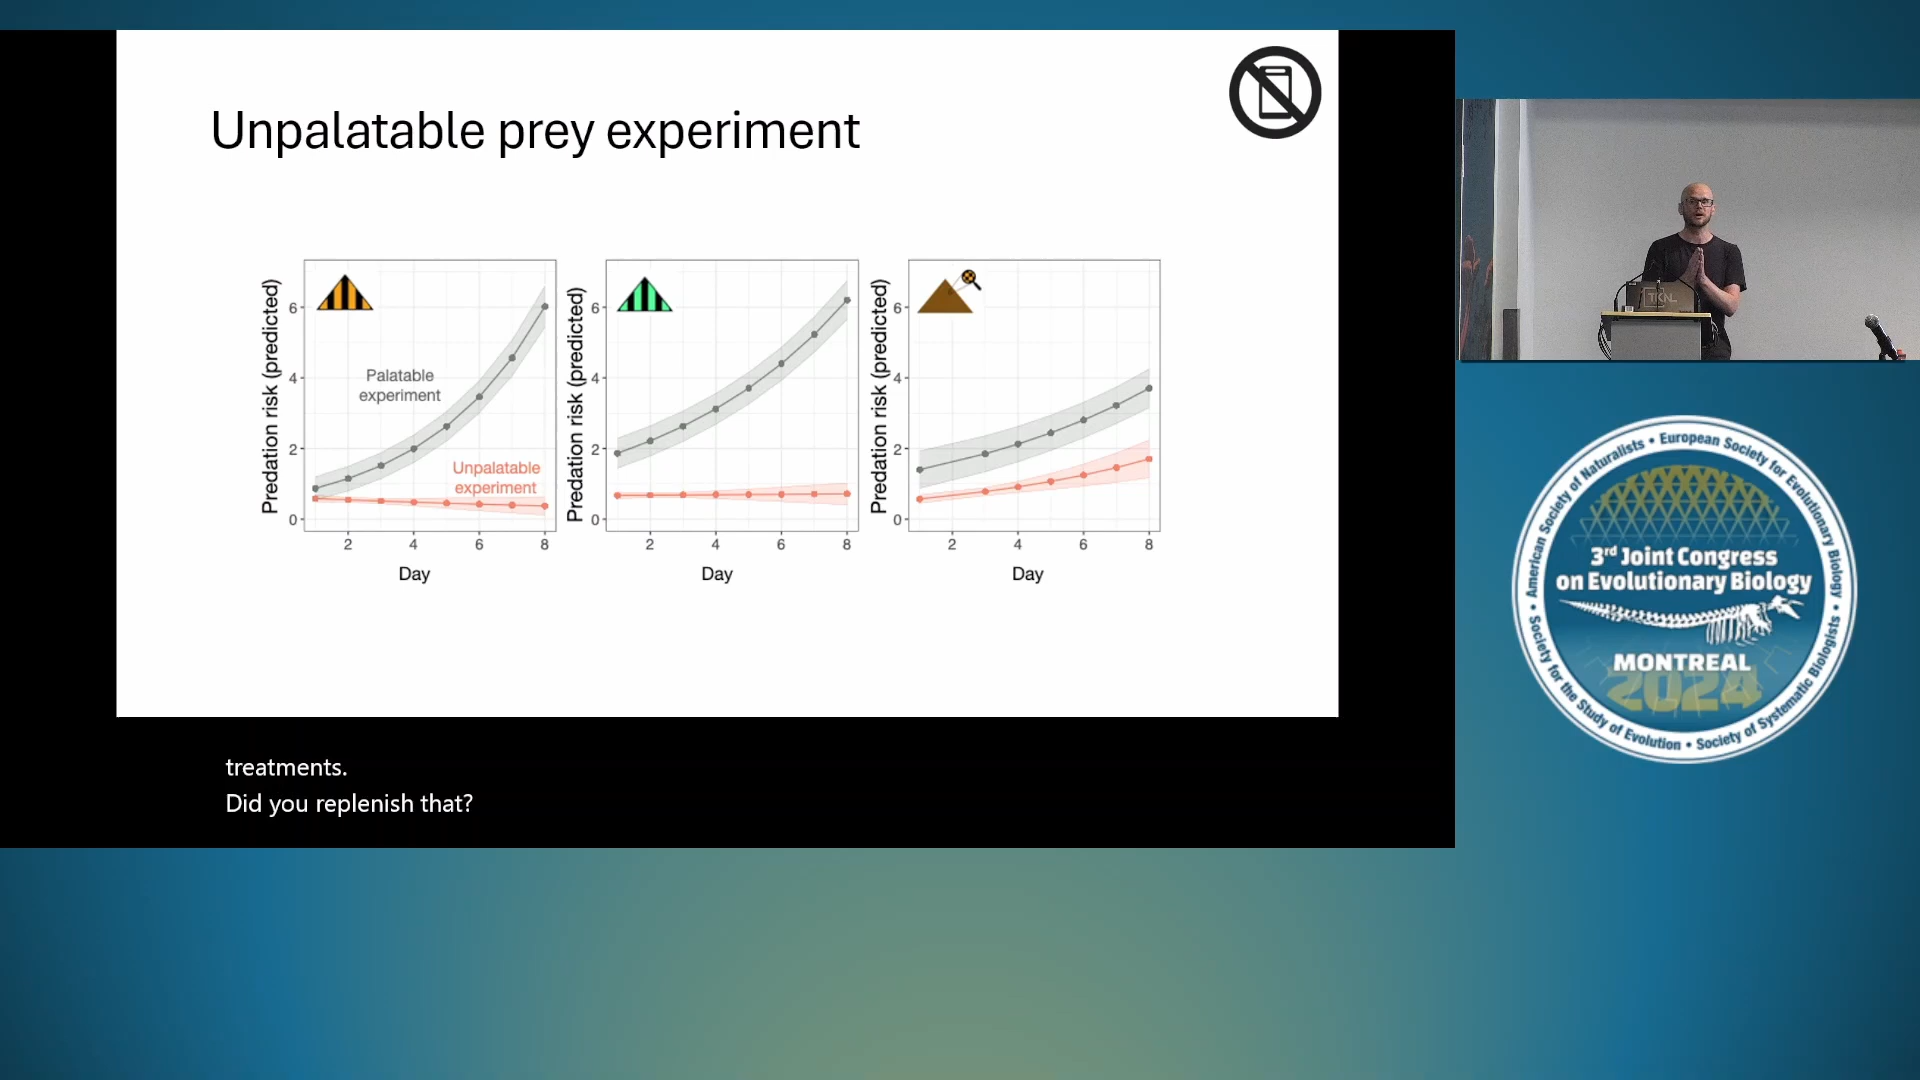 Unpalatable prey experiment
Predation risk (predicted)
6
4
2
0
Palatable
experiment
Unpalatable
experiment
2 4 6 8
Day
Predation risk (predicted)
6
4
2
0
2 4 6 8
Day
Predation risk (predicted)
6
4
2
0
2 4 6 8
Day
treatments.
Did you replenish that?
American Society of Naturalists • European Society for Evolutionary Biology • Society of Systematic Biologists • Society for the Study of Evolution •
3rd Joint Congress
on Evolutionary Biology
MONTREAL
2024